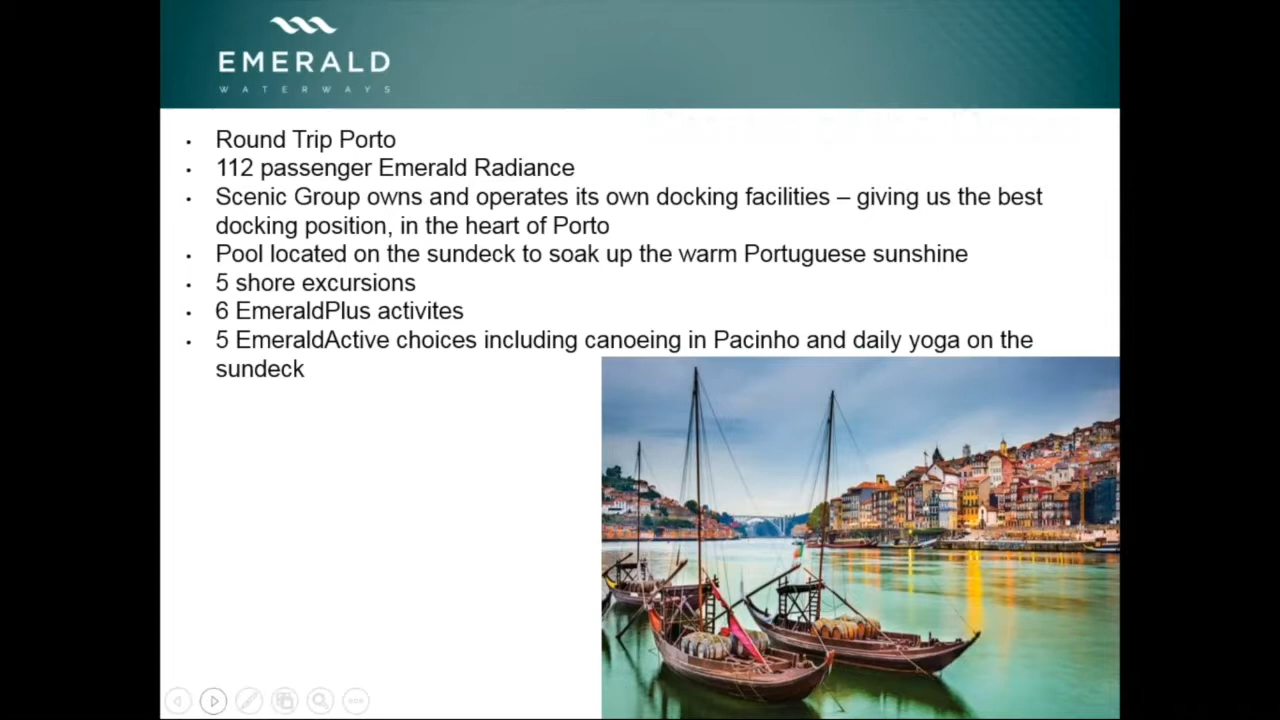 EMERALD
WATERWAYS
• Round Trip Porto
• 112 passenger Emerald Radiance
• Scenic Group owns and operates its own docking facilities – giving us the best
docking position, in the heart of Porto
• Pool located on the sundeck to soak up the warm Portuguese sunshine
• 5 shore excursions
• 6 EmeraldPlus activites
• 5 EmeraldActive choices including canoeing in Pacinho and daily yoga on the
sundeck